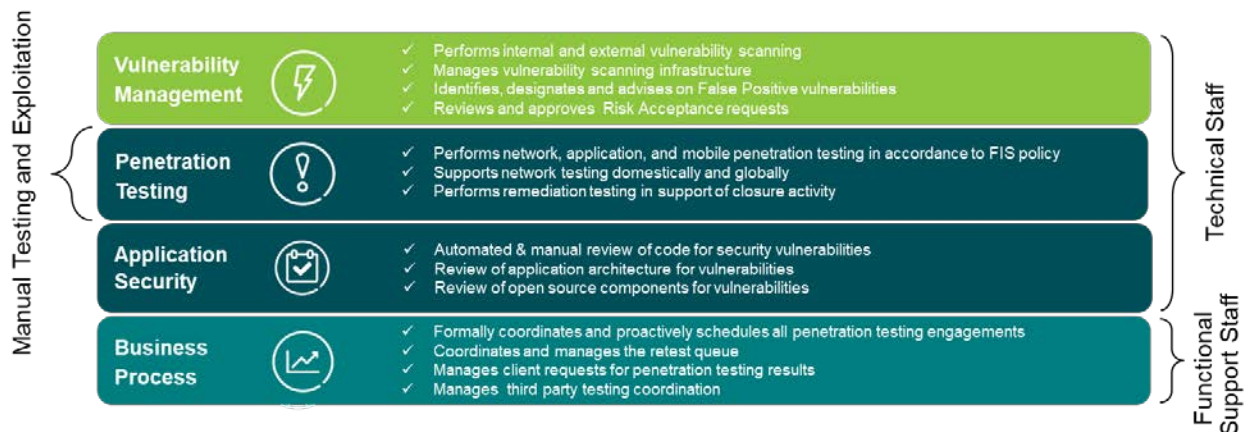 Manual Testing and Exploitation
Vulnerability
Management
✓ Performs internal and external vulnerability scanning
✓ Manages vulnerability scanning infrastructure
✓ Identifies, designates and advises on False Positive vulnerabilities
✓ Reviews and approves Risk Acceptance requests
Penetration
Testing
✓ Performs network, application, and mobile penetration testing in accordance to FIS policy
✓ Supports network testing domestically and globally
✓ Performs remediation testing in support of closure activity
Application
Security
✓ Automated & manual review of code for security vulnerabilities
✓ Review of application architecture for vulnerabilities
✓ Review of open source components for vulnerabilities
Business
Process
✓ Formally coordinates and proactively schedules all penetration testing engagements
✓ Coordinates and manages the retest queue
✓ Manages client requests for penetration testing results
✓ Manages third party testing coordination
Technical Staff
Functional
Support Staff